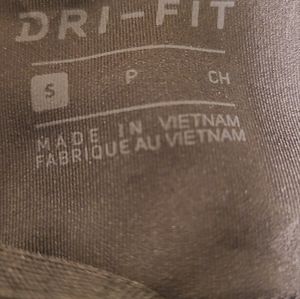 DRI-FIT
S P CH
MADE IN VIETNAM
FABRIQUE AU VIETNAM